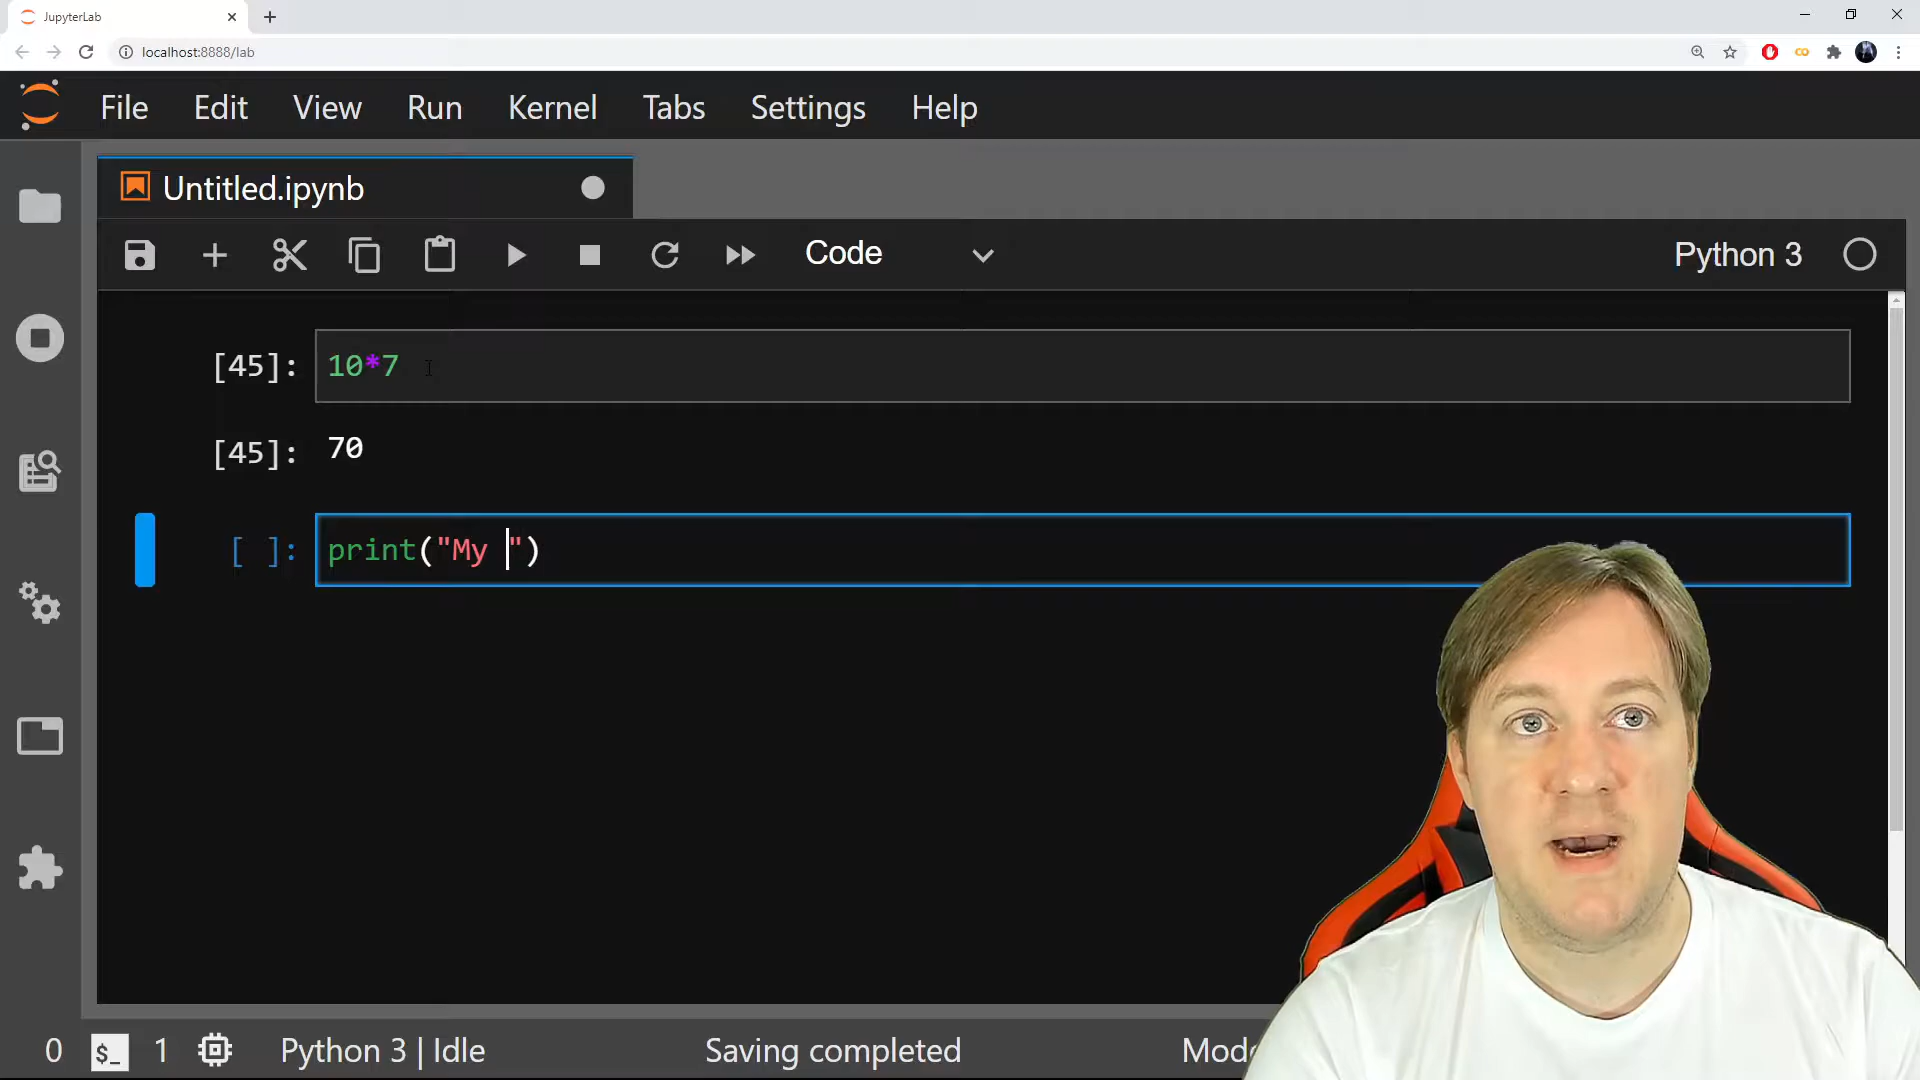 JupyterLab
localhost:8888/lab
File Edit View Run Kernel Tabs Settings Help
Untitled.ipynb
Code
Python 3
[45]: 10*7
[45]: 70
[ ]: print("My ")
0 $_ 1 Python 3 | Idle Saving completed